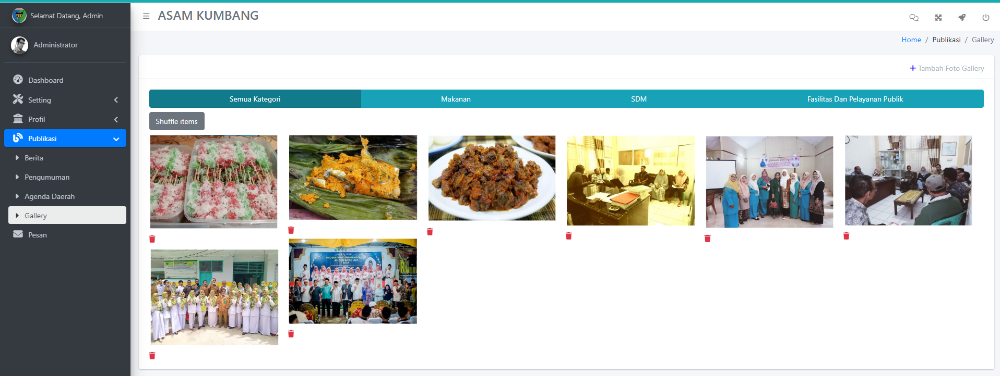 Selamat Datang, Admin
ASAM KUMBANG
Administrator
Home / Publikasi / Gallery
Tambah Foto Gallery
Dashboard
Setting
Profil
Publikasi
Berita
Pengumuman
Agenda Daerah
Gallery
Pesan
Semua Kategori
Makanan
SDM
Fasilitas Dan Pelayanan Publik
Shuffle items